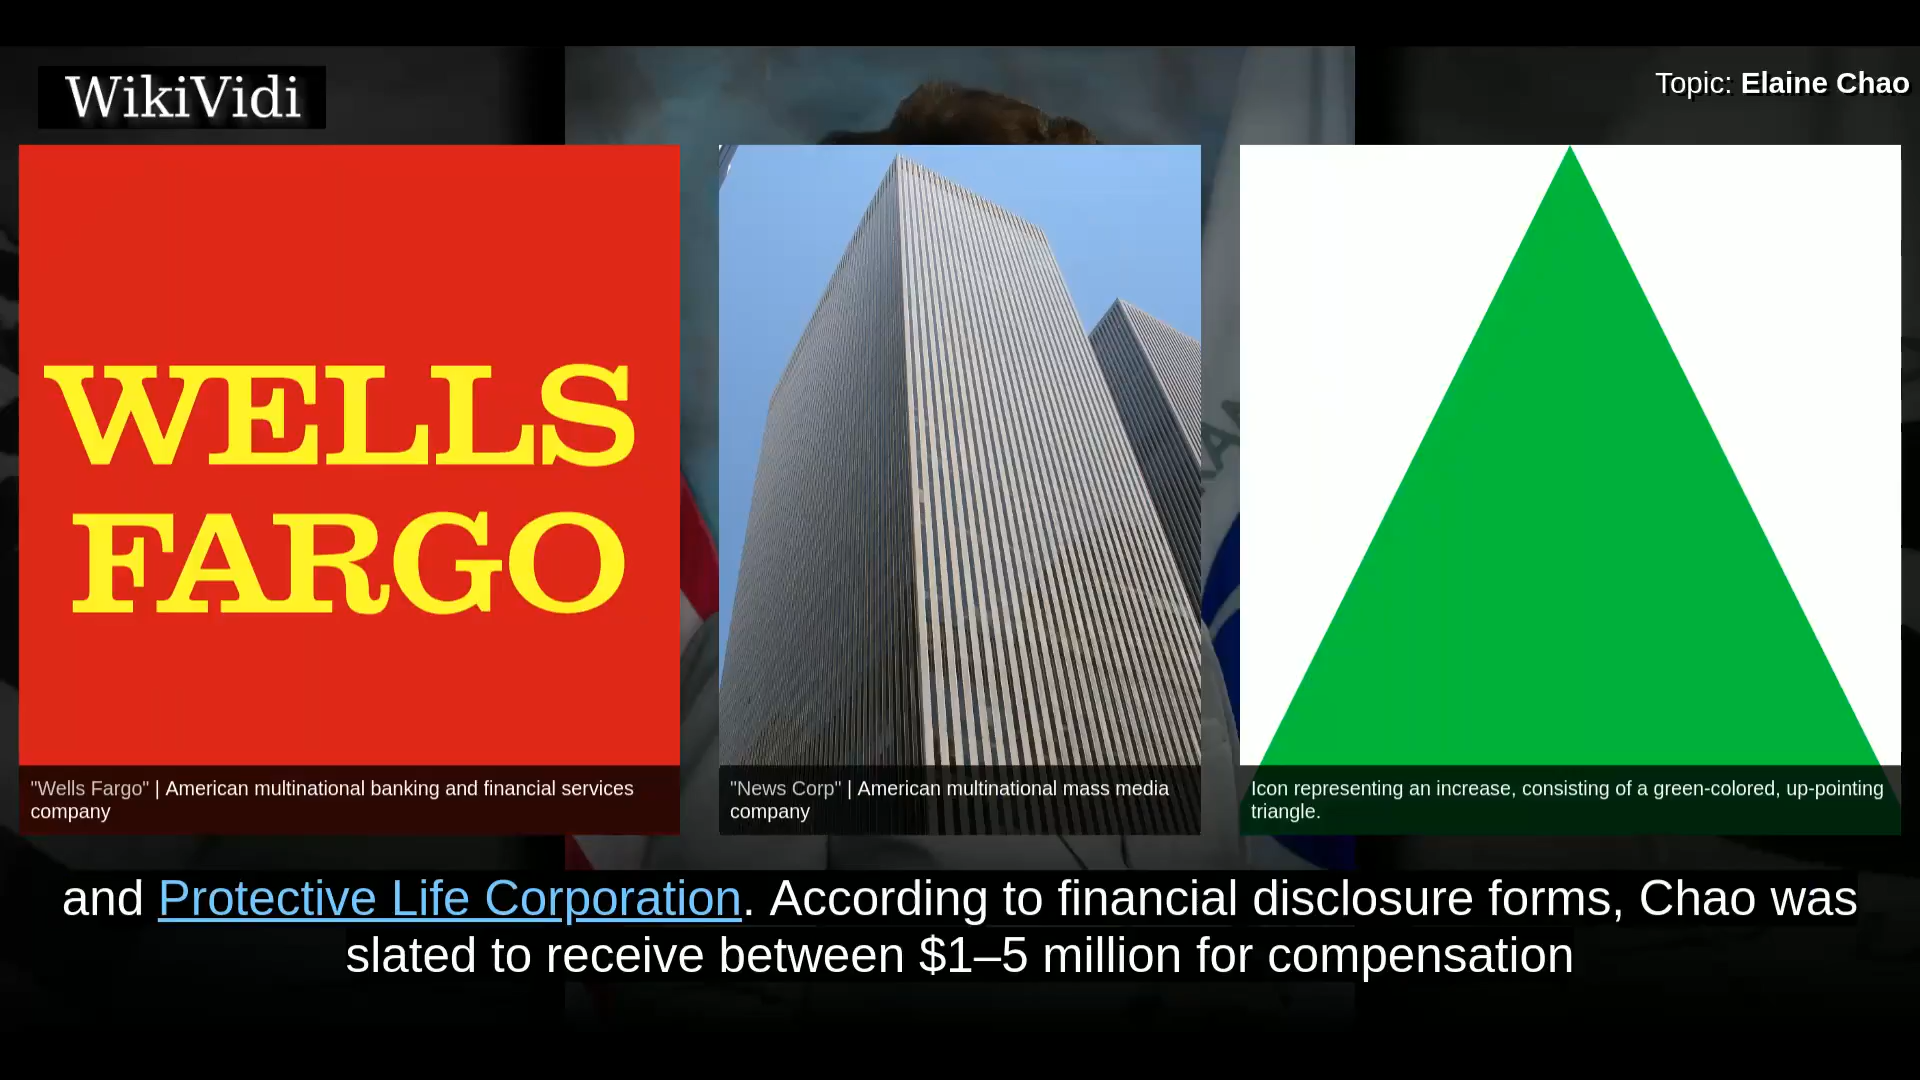 WikiVidi
Topic: Elaine Chao
WELLS
FARGO
"Wells Fargo" | American multinational banking and financial services
company
"News Corp" | American multinational mass media
company
Icon representing an increase, consisting of a green-colored, up-pointing
triangle.
and Protective Life Corporation. According to financial disclosure forms, Chao was
slated to receive between $1–5 million for compensation